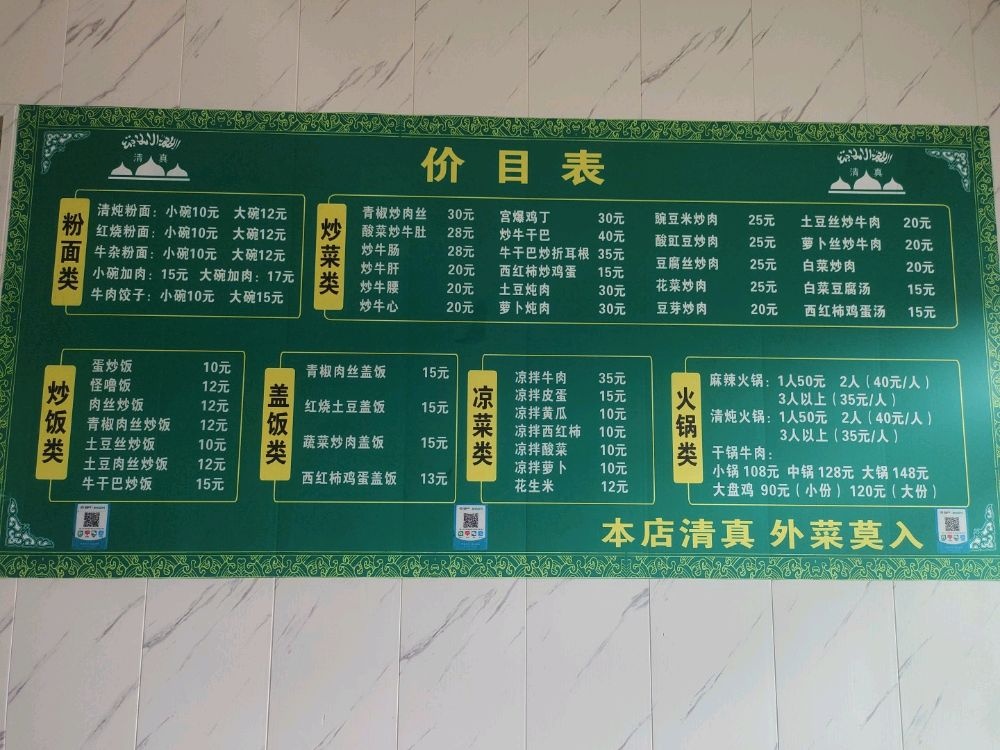 清真
价目表
清真
粉面类
清炖粉面：小碗10元 大碗12元
红烧粉面：小碗10元 大碗12元
牛杂粉面：小碗10元 大碗12元
小碗加肉：15元 大碗加肉：17元
牛肉饺子：小碗10元 大碗15元
炒菜类
青椒炒肉丝 30元
酸菜炒牛肚 28元
炒牛肠 28元
炒牛肝 20元
炒牛腰 20元
炒牛心 20元
宫爆鸡丁 30元
炒牛干巴 40元
牛干巴炒折耳根 35元
西红柿炒鸡蛋 15元
土豆炖肉 30元
萝卜炖肉 30元
豌豆米炒肉 25元
酸豇豆炒肉 25元
豆腐丝炒肉 25元
花菜炒肉 25元
豆芽炒肉 20元
土豆丝炒牛肉 20元
萝卜丝炒牛肉 20元
白菜炒肉 20元
白菜豆腐汤 15元
西红柿鸡蛋汤 15元
炒饭类
蛋炒饭 10元
怪噜饭 12元
肉丝炒饭 12元
青椒肉丝炒饭 12元
土豆丝炒饭 10元
土豆肉丝炒饭 12元
牛干巴炒饭 15元
盖饭类
青椒肉丝盖饭 15元
红烧土豆盖饭 15元
蔬菜炒肉盖饭 15元
西红柿鸡蛋盖饭 13元
凉菜类
凉拌牛肉 35元
凉拌皮蛋 15元
凉拌黄瓜 10元
凉拌西红柿 10元
凉拌酸菜 10元
凉拌萝卜 10元
花生米 12元
火锅类
麻辣火锅：1人50元 2人（40元/人）
3人以上（35元/人）
清炖火锅：1人50元 2人（40元/人）
3人以上（35元/人）
干锅牛肉：
小锅108元 中锅128元 大锅148元
大盘鸡 90元（小份） 120元（大份）
本店清真 外菜莫入